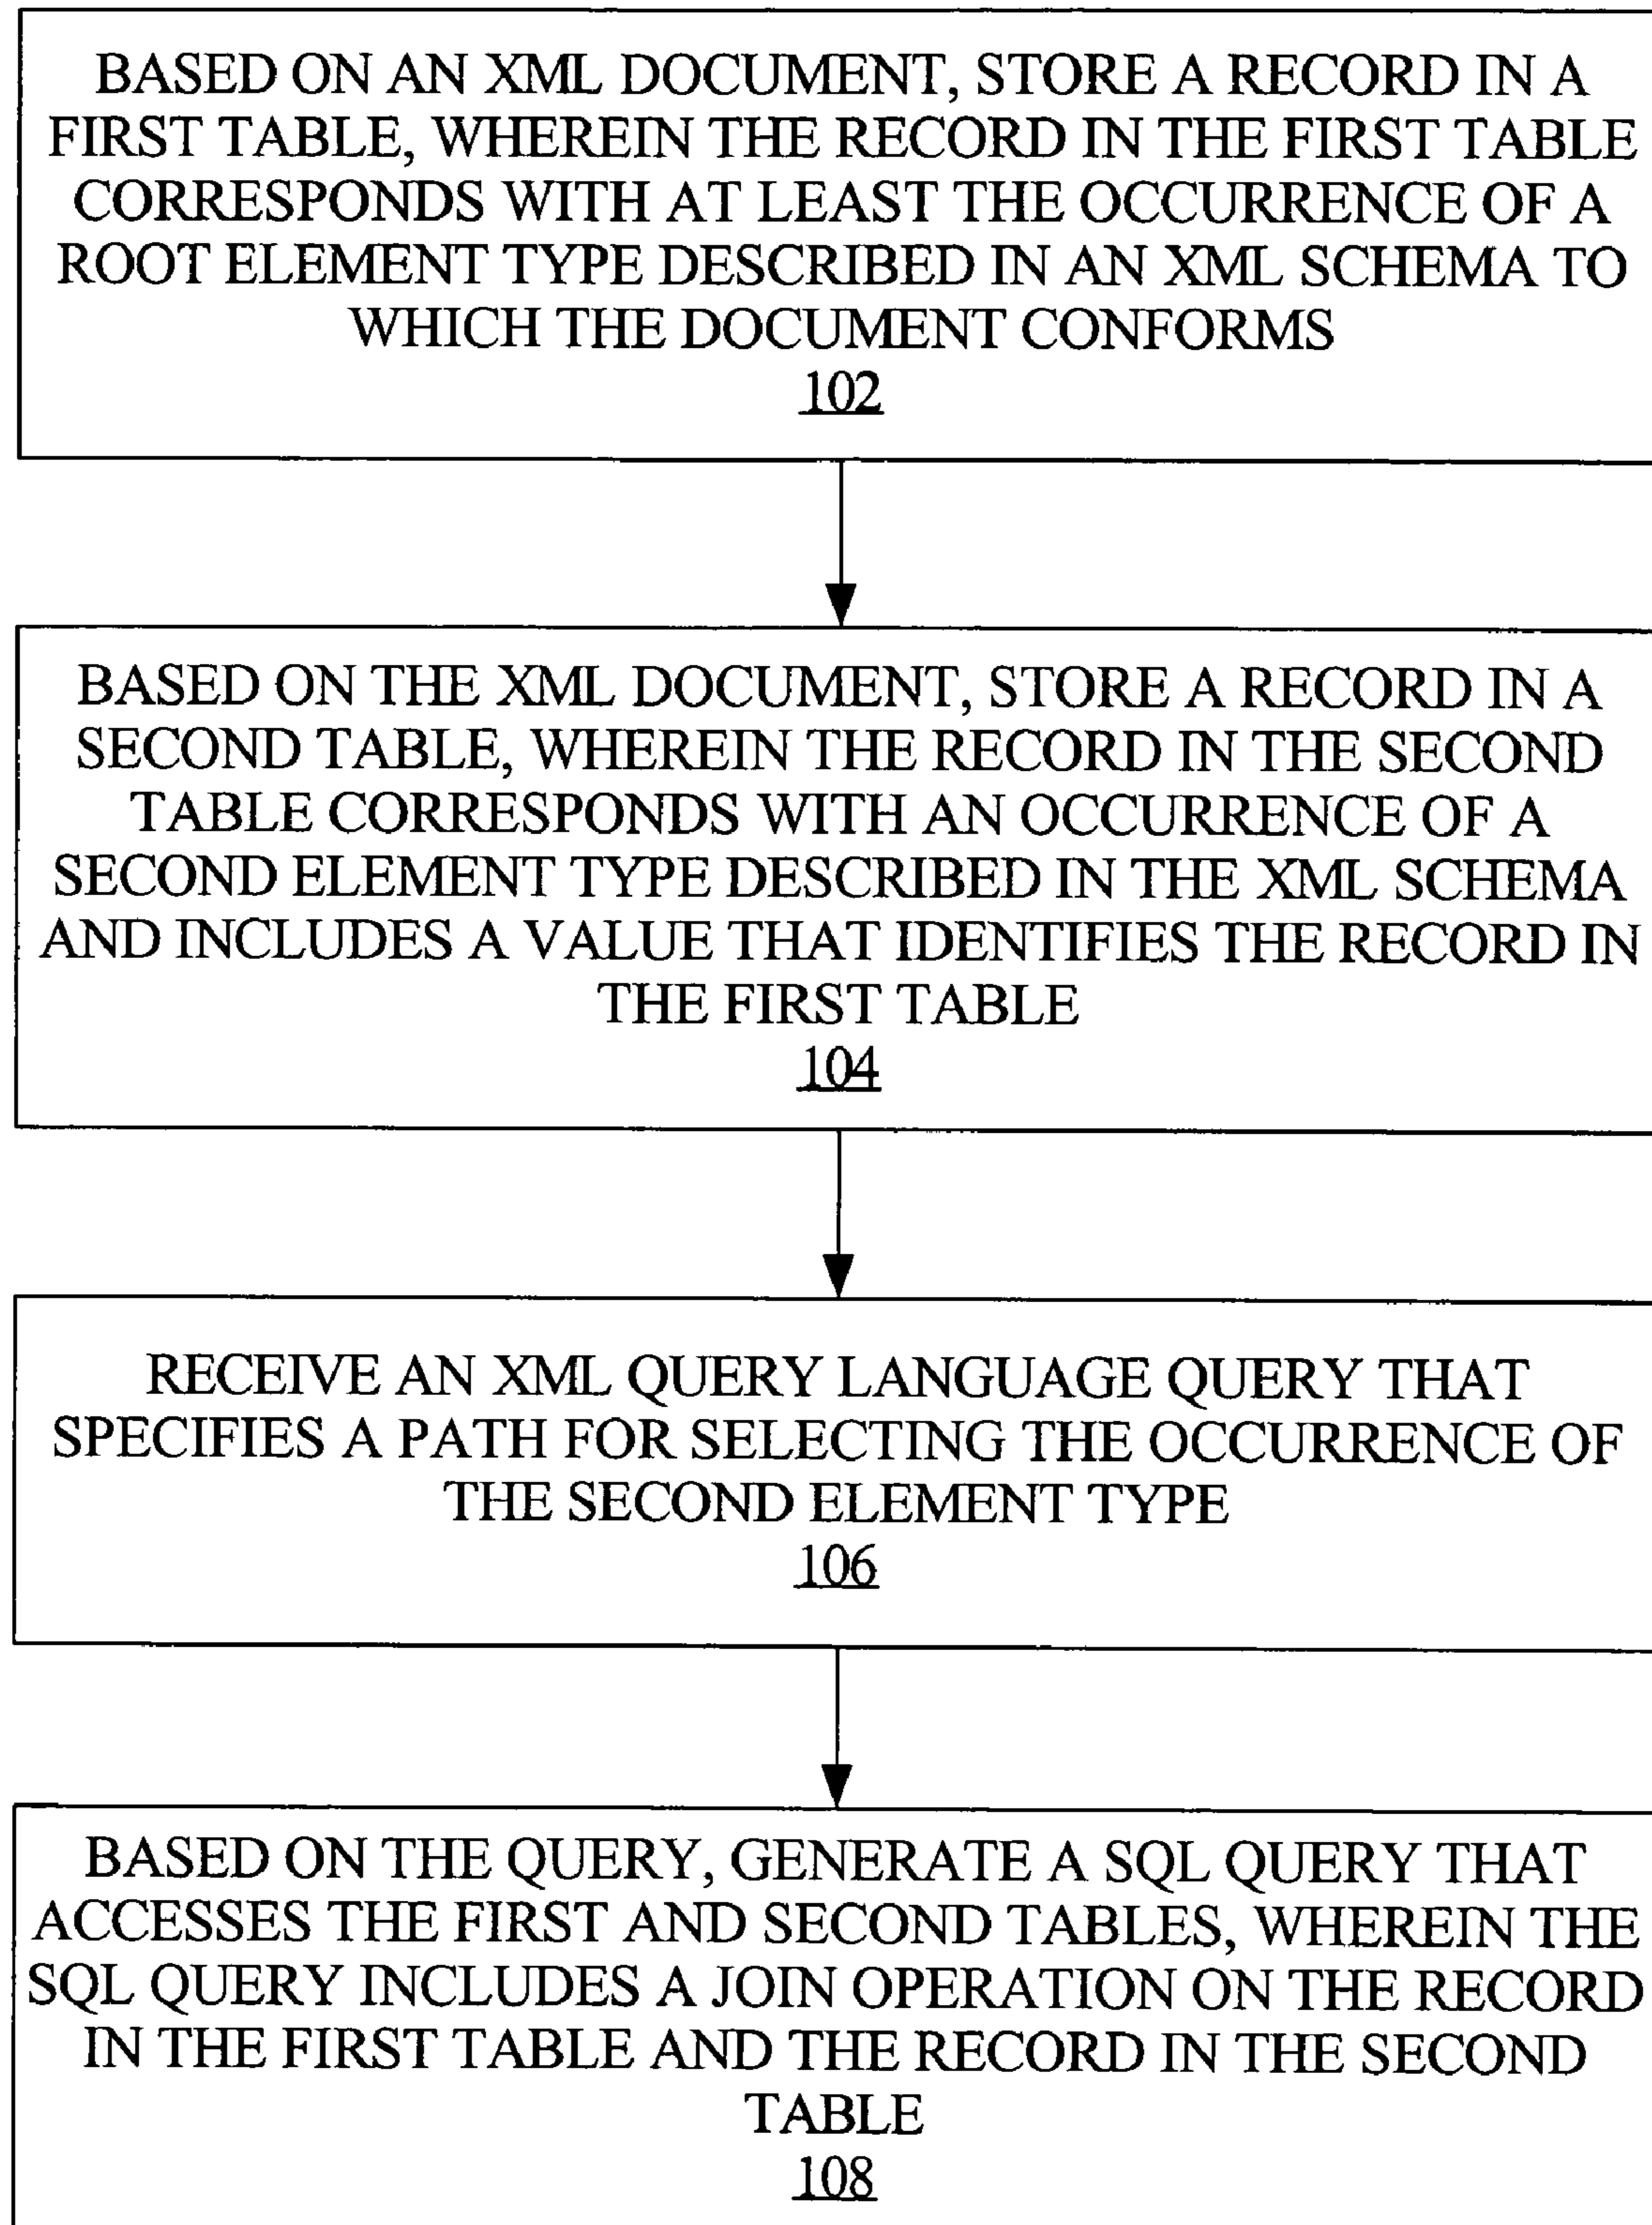 BASED ON AN XML DOCUMENT, STORE A RECORD IN A
FIRST TABLE, WHEREIN THE RECORD IN THE FIRST TABLE
CORRESPONDS WITH AT LEAST THE OCCURRENCE OF A
ROOT ELEMENT TYPE DESCRIBED IN AN XML SCHEMA TO
WHICH THE DOCUMENT CONFORMS
102
BASED ON THE XML DOCUMENT, STORE A RECORD IN A
SECOND TABLE, WHEREIN THE RECORD IN THE SECOND
TABLE CORRESPONDS WITH AN OCCURRENCE OF A
SECOND ELEMENT TYPE DESCRIBED IN THE XML SCHEMA
AND INCLUDES A VALUE THAT IDENTIFIES THE RECORD IN
THE FIRST TABLE
104
RECEIVE AN XML QUERY LANGUAGE QUERY THAT
SPECIFIES A PATH FOR SELECTING THE OCCURRENCE OF
THE SECOND ELEMENT TYPE
106
BASED ON THE QUERY, GENERATE A SQL QUERY THAT
ACCESSES THE FIRST AND SECOND TABLES, WHEREIN THE
SQL QUERY INCLUDES A JOIN OPERATION ON THE RECORD
IN THE FIRST TABLE AND THE RECORD IN THE SECOND
TABLE
108